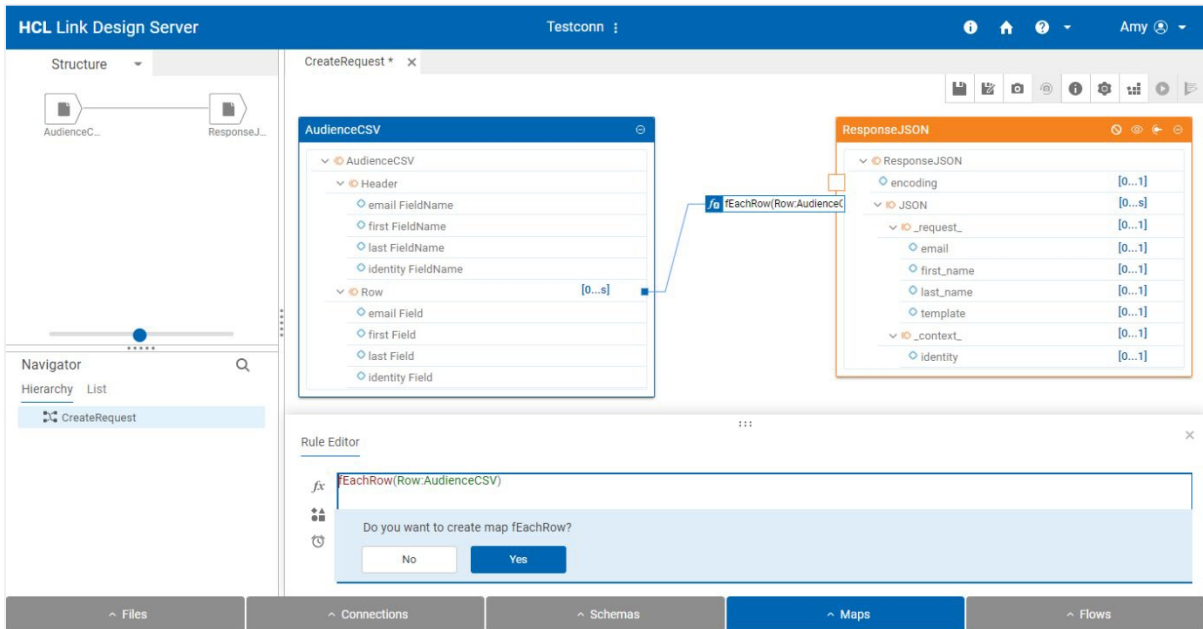 HCL Link Design Server
Testconn
Amy
Structure
AudienceC...
ResponseJ...
CreateRequest *
AudienceCSV
AudienceCSV
Header
email FieldName
first FieldName
last FieldName
identity FieldName
Row [0...s]
email Field
first Field
last Field
identity Field
fx fEachRow(Row:AudienceC
ResponseJSON
ResponseJSON
encoding [0...1]
JSON [0...s]
_request_ [0...1]
email [0...1]
first_name [0...1]
last_name [0...1]
template [0...1]
_context_ [0...1]
identity [0...1]
Navigator
Hierarchy List
CreateRequest
Rule Editor
fx fEachRow(Row:AudienceCSV)
Do you want to create map fEachRow?
No Yes
Files Connections Schemas Maps Flows